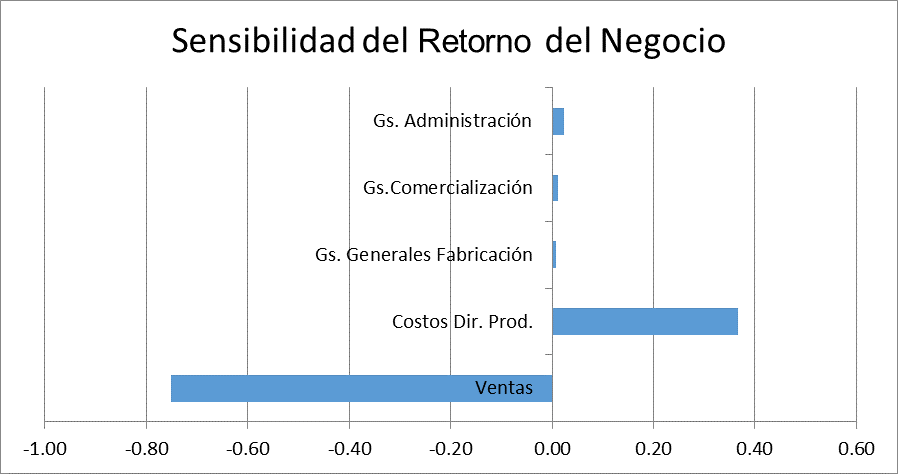 Sensibilidad del Retorno del Negocio
Gs. Administración
Gs.Comercialización
Gs. Generales Fabricación
Costos Dir. Prod.
Ventas
-1.00 -0.80 -0.60 -0.40 -0.20 0.00 0.20 0.40 0.60